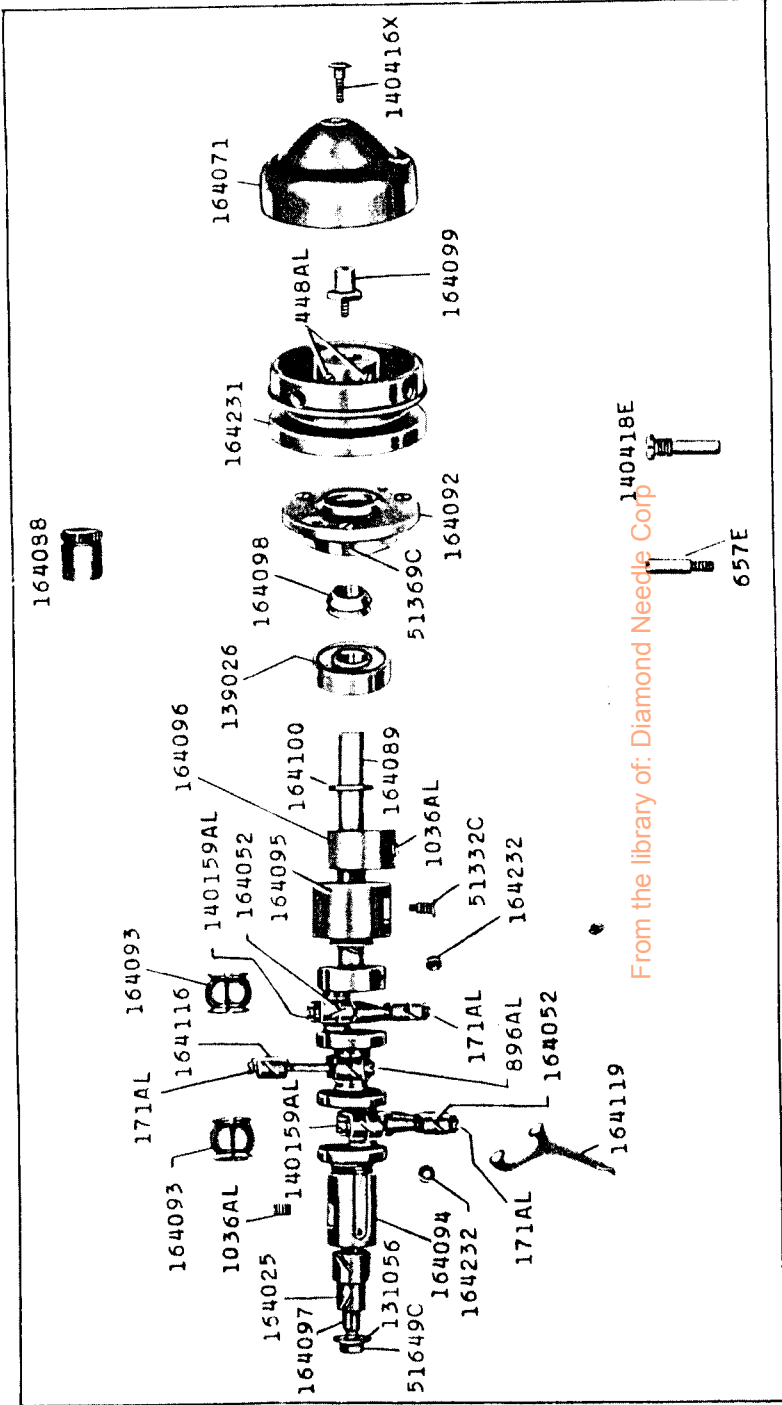 140416X
164071
448AL
164099
164231
164092
51369C
164098
139026
164038
140418E
657E
164096
164100
164089
1036AL
140159AL
164052
164095
51332C
164232
164093
164116
171AL
171AL
896AL
164052
164093
1036AL
140159AL
164119
171AL
164232
164094
154025
164097
131056
51649C
From the library of: Diamond Needle Corp